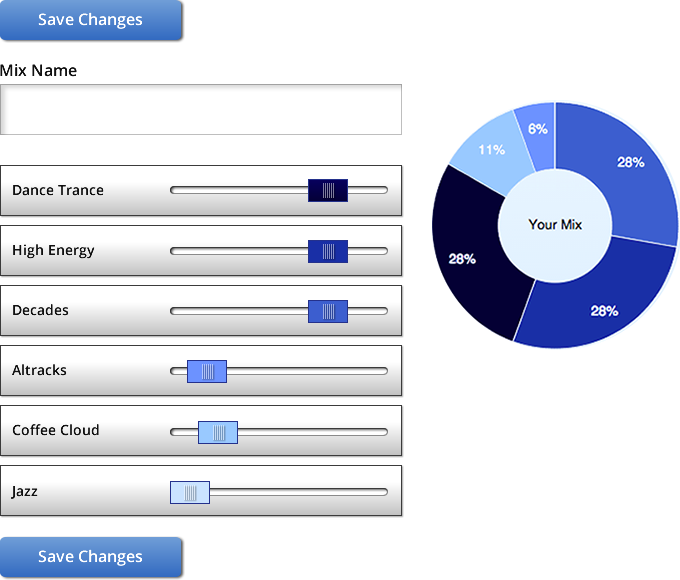 Save Changes
Mix Name
Dance Trance
High Energy
Decades
Altracks
Coffee Cloud
Jazz
Save Changes
6%
11%
28%
Your Mix
28%
28%